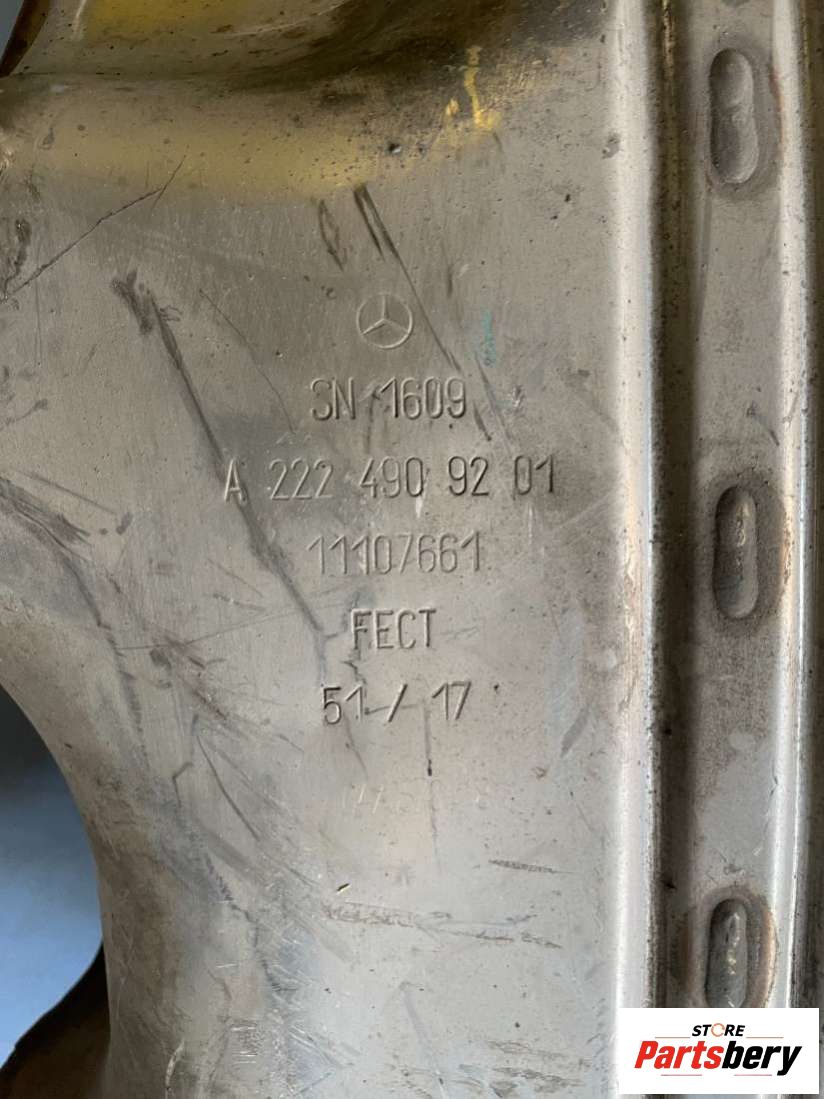 SN 1609
A 222 490 92 01
11107661
FECT
51 / 17
STORE
Partsbery